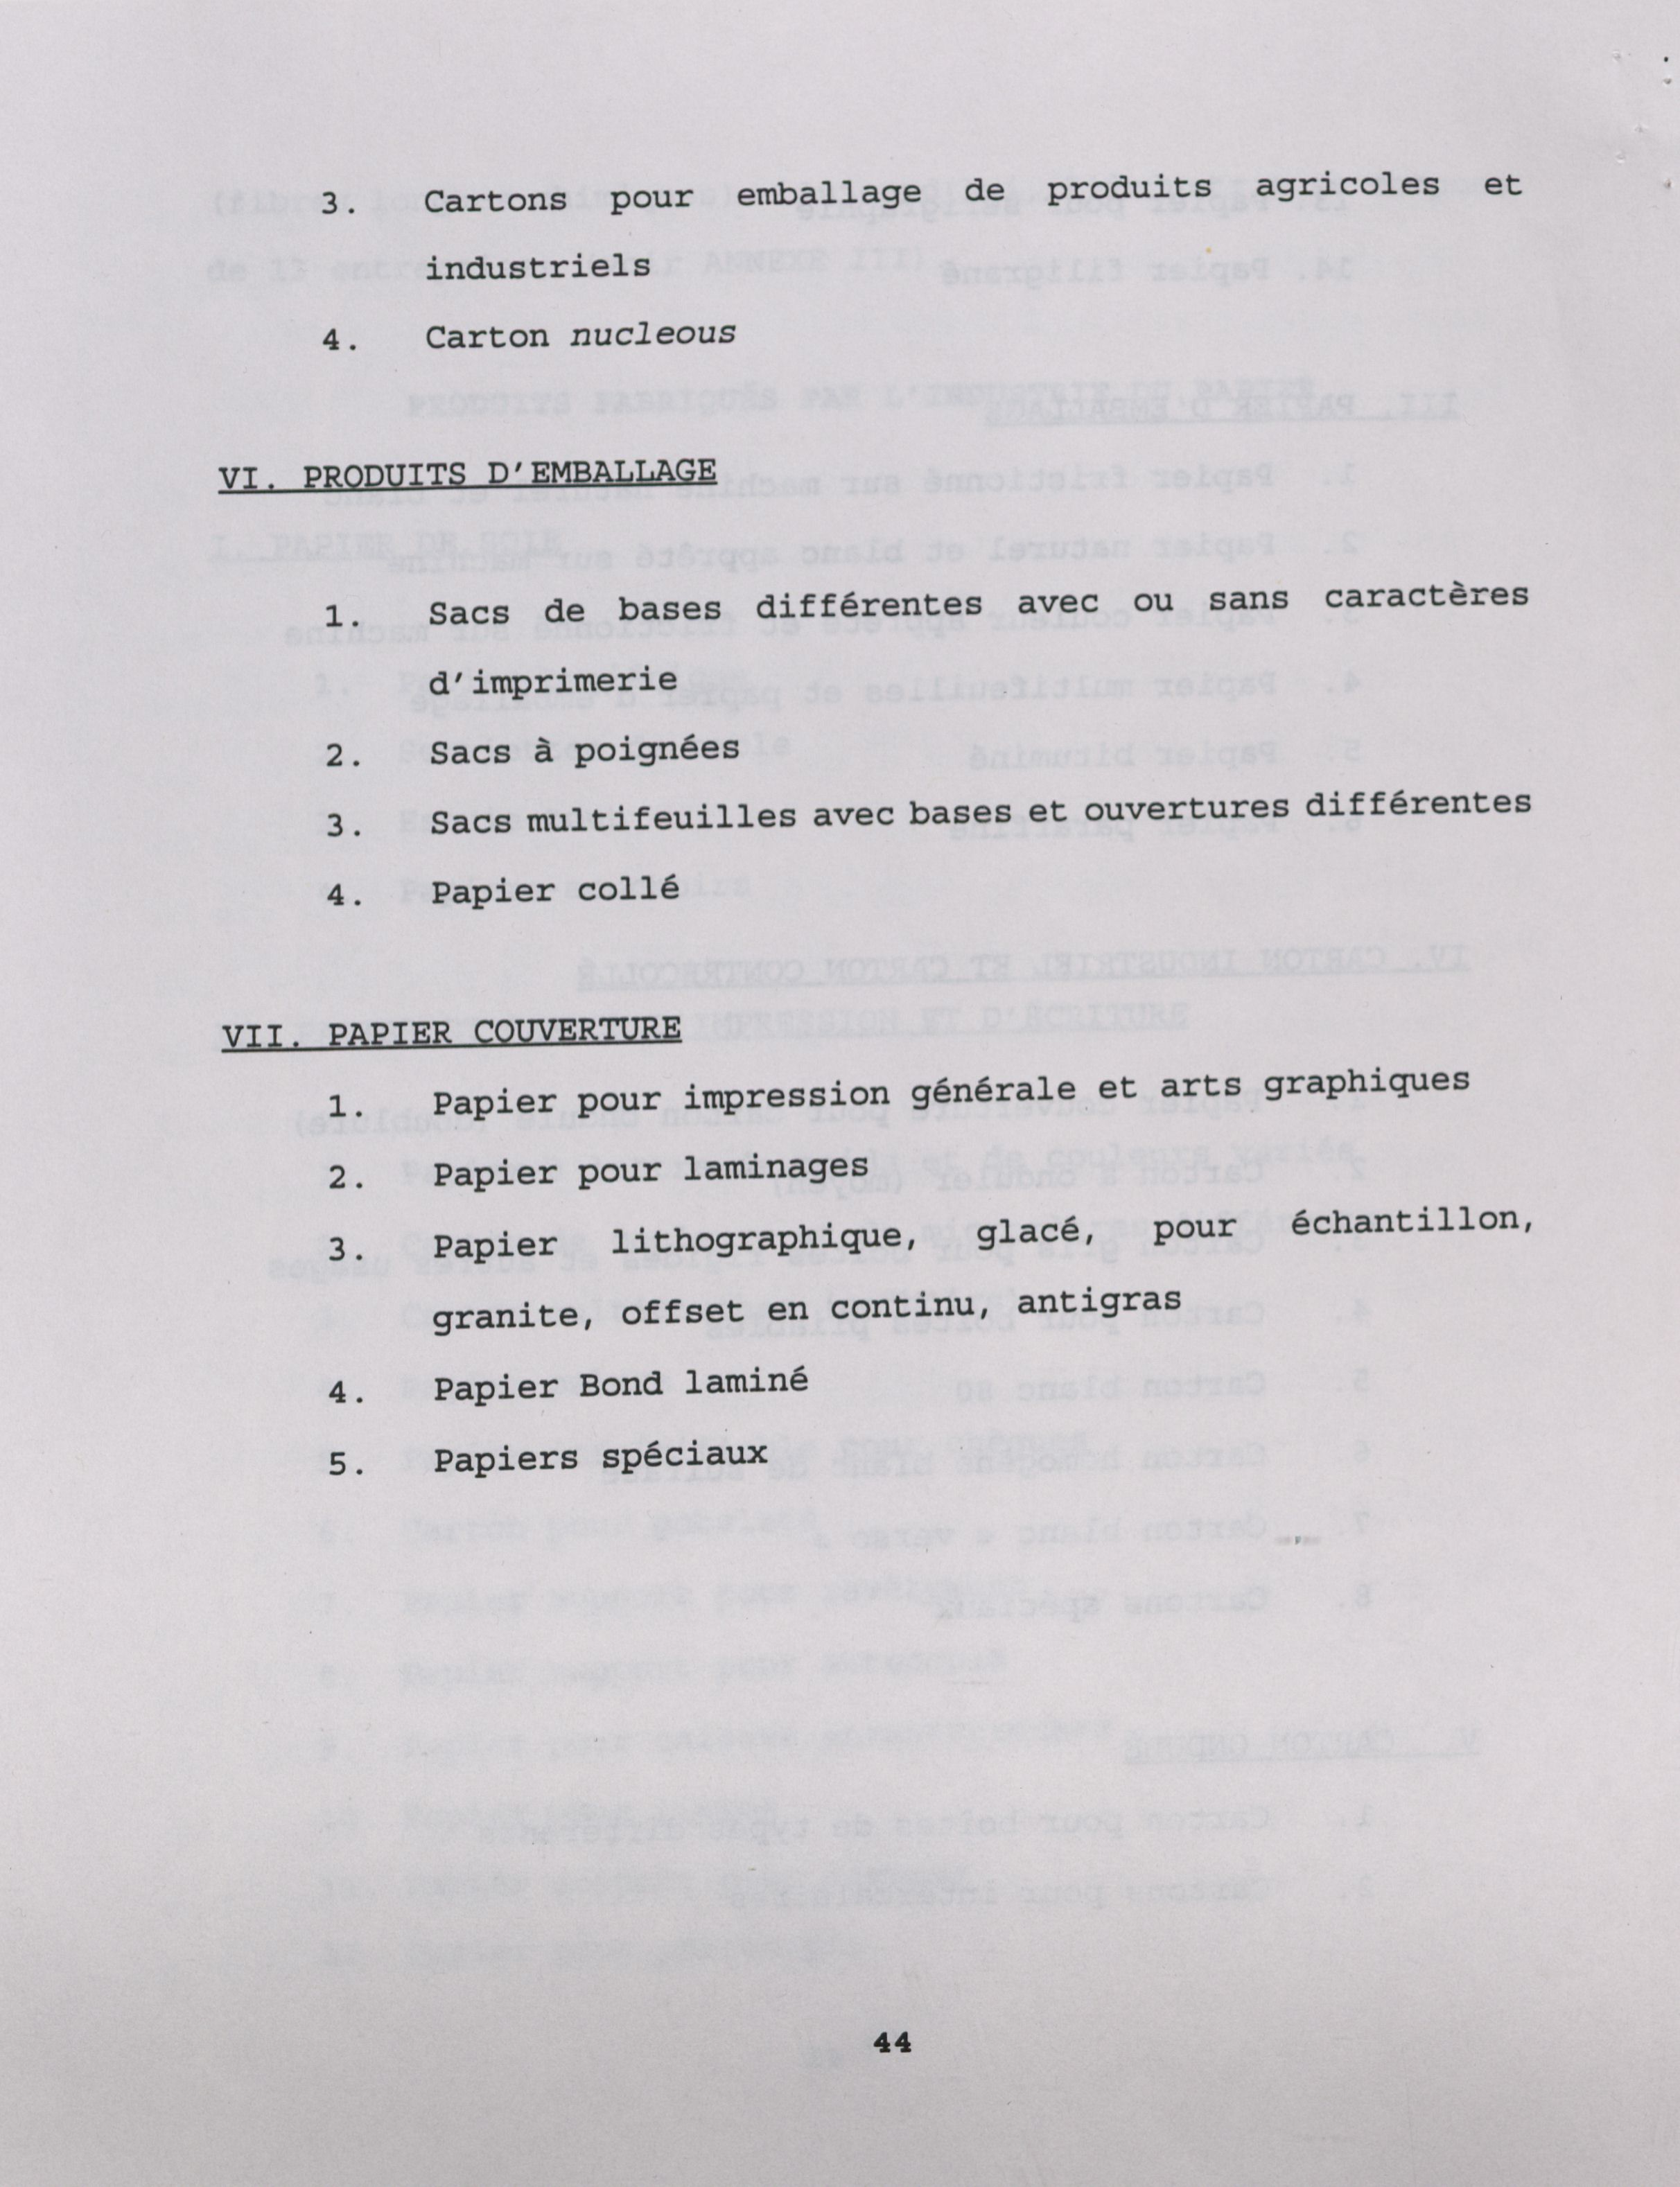 3. Cartons pour emballage de produits agricoles et
industriels
4. Carton nucleous
VI. PRODUITS D'EMBALLAGE
1. Sacs de bases différentes avec ou sans caractères
d'imprimerie
2. Sacs à poignées
3. Sacs multifeuilles avec bases et ouvertures différentes
4. Papier collé
VII. PAPIER COUVERTURE
1. Papier pour impression générale et arts graphiques
2. Papier pour laminages
3. Papier lithographique, glacé, pour échantillon,
granite, offset en continu, antigras
4. Papier Bond laminé
5. Papiers spéciaux
44